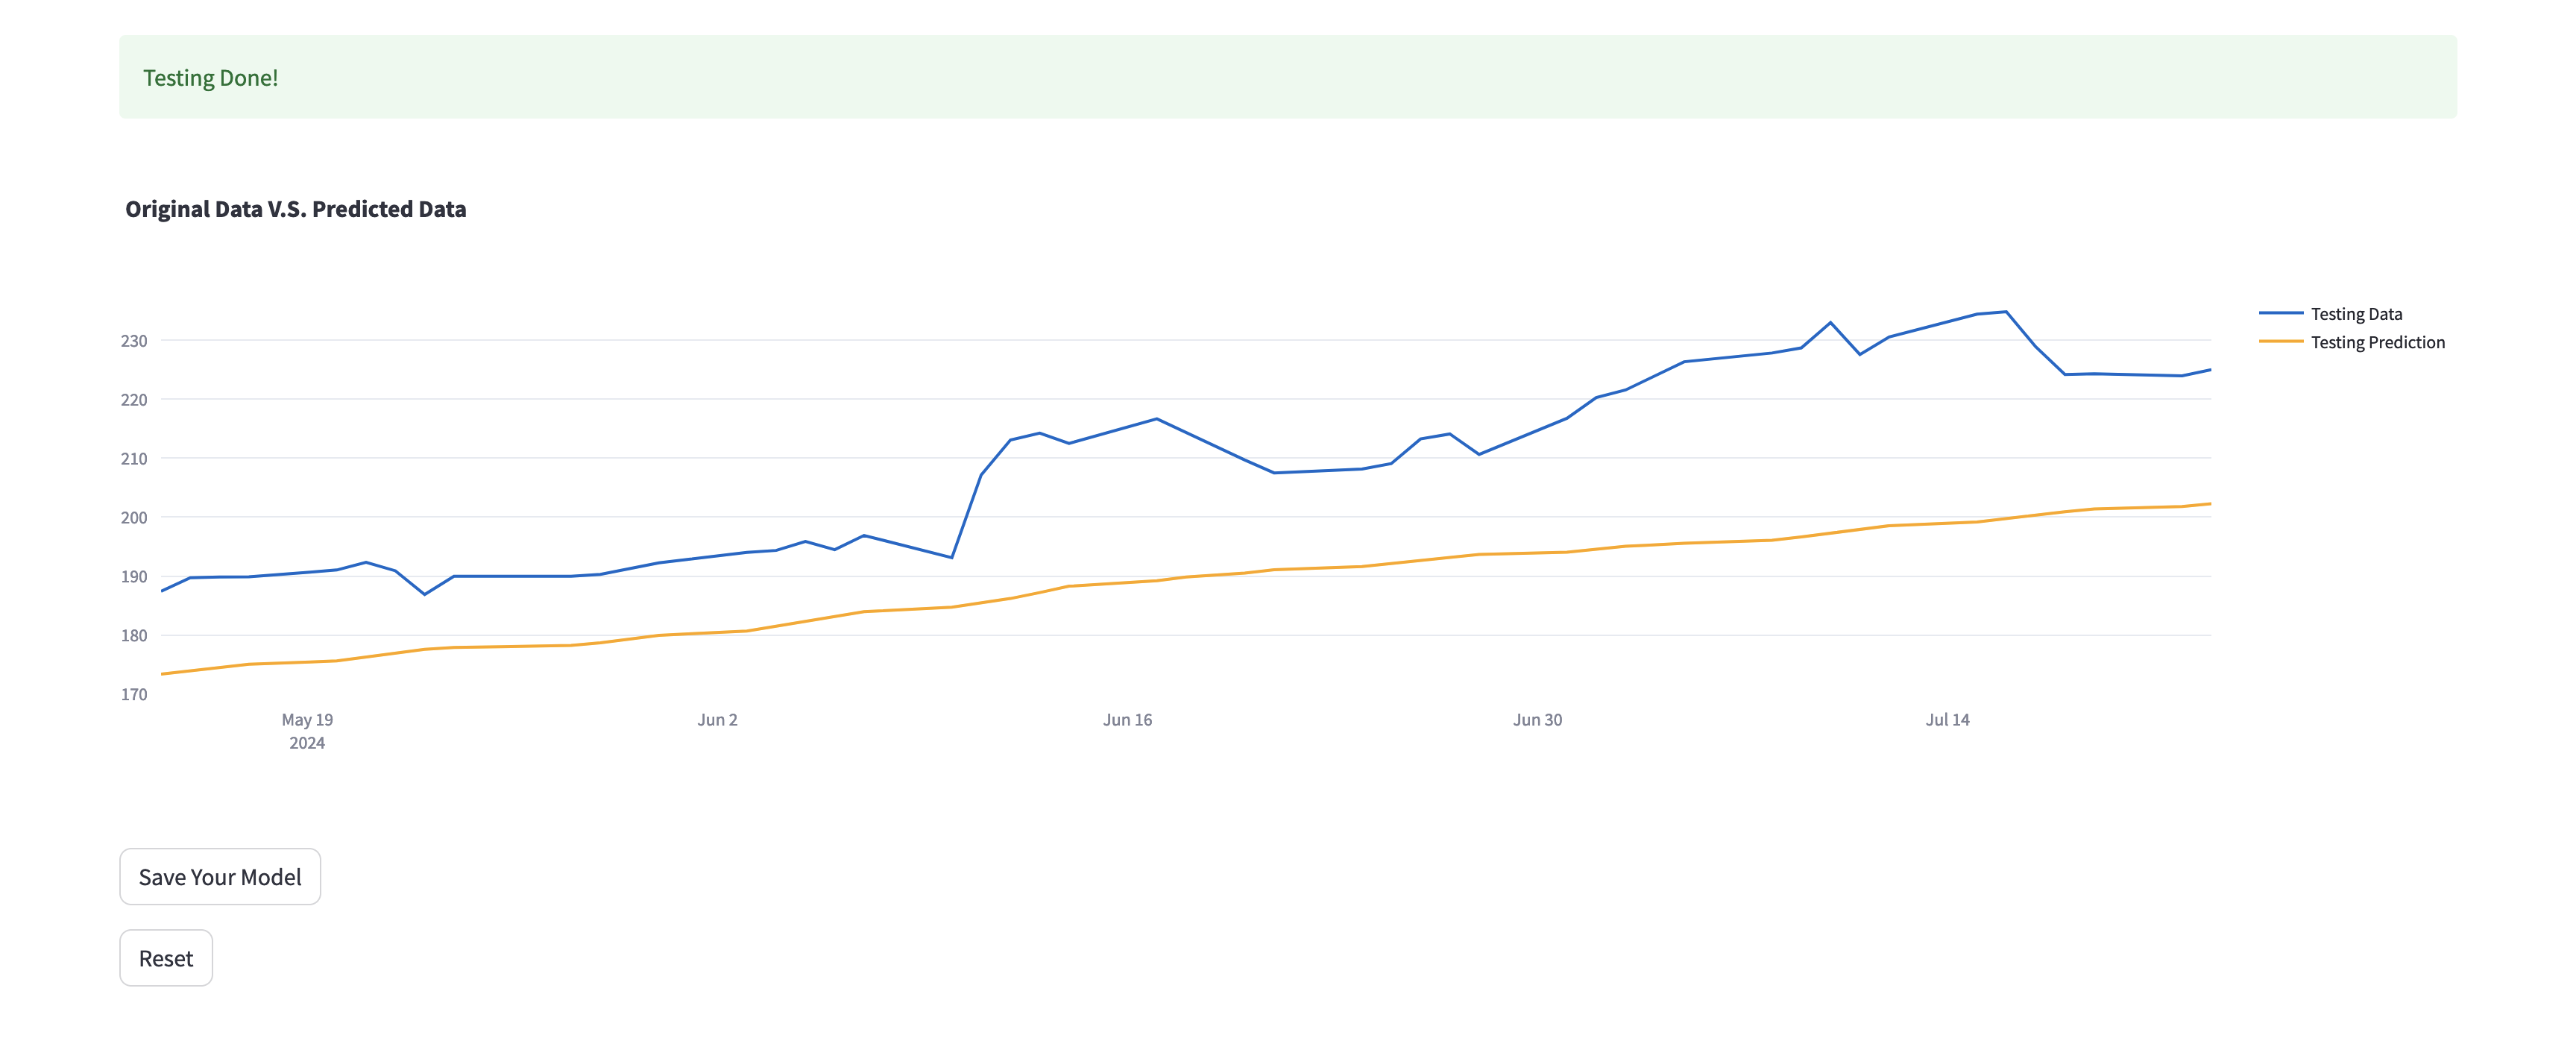 Testing Done!
Original Data V.S. Predicted Data
230
220
210
200
190
180
170
May 19
2024
Jun 2
Jun 16
Jun 30
Jul 14
Testing Data
Testing Prediction
Save Your Model
Reset